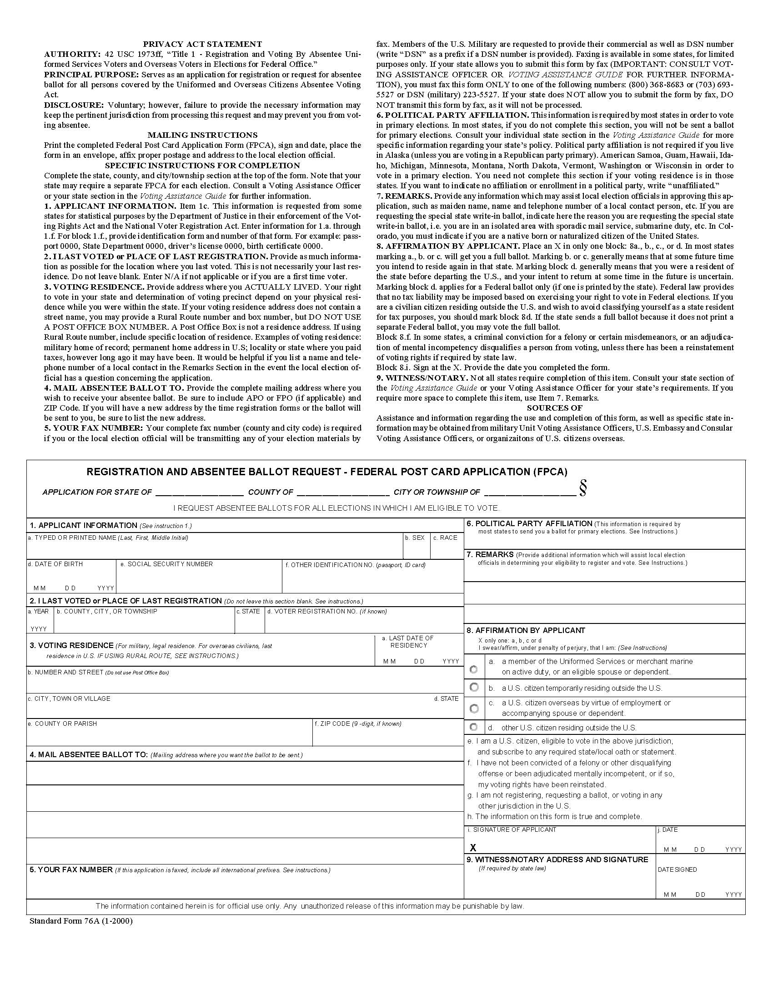 PRIVACY ACT STATEMENT
AUTHORITY: 42 USC 1973ff, “Title 1 - Registration and Voting By Absentee Uni-
formed Services Voters and Overseas Voters in Elections for Federal Office.”
PRINCIPAL PURPOSE: Serves as an application for registration or request for absentee
ballot for all persons covered by the Uniformed and Overseas Citizens Absentee Voting
Act.
DISCLOSURE: Voluntary; however, failure to provide the necessary information may
keep the pertinent jurisdiction from processing this request and may prevent you from vot-
ing absentee.
MAILING INSTRUCTIONS
Print the completed Federal Post Card Application Form (FPCA), sign and date, place the
form in an envelope, affix proper postage and address to the local election official.
SPECIFIC INSTRUCTIONS FOR COMPLETION
Complete the state, county, and city/township section at the top of the form. Note that your
state may require a separate FPCA for each election. Consult a Voting Assistance Officer
or your state section in the Voting Assistance Guide for further information.
1. APPLICANT INFORMATION. Item 1c. This information is requested from some
states for statistical purposes by the Department of Justice in their enforcement of the Vot-
ing Rights Act and the National Voter Registration Act. Enter information for 1.a. through
1.f. For block 1.f., provide identification form and number of that form. For example: pass-
port 0000, State Department 0000, driver’s license 0000, birth certificate 0000.
2. I LAST VOTED or PLACE OF LAST REGISTRATION. Provide as much informa-
tion as possible for the location where you last voted. This is not necessarily your last res-
idence. Do not leave blank. Enter N/A if not applicable or if you are a first time voter.
3. VOTING RESIDENCE. Provide address where you ACTUALLY LIVED. Your right
to vote in your state and determination of voting precinct depend on your physical resi-
dence while you were within the state. If your voting residence address does not contain a
street name, you may provide a Rural Route number and box number, but DO NOT USE
A POST OFFICE BOX NUMBER. A Post Office Box is not a residence address. If using
Rural Route number, include specific location of residence. Examples of voting residence:
military home of record; permanent home address in U.S; locality or state where you paid
taxes, however long ago it may have been. It would be helpful if you list a name and tele-
phone number of a local contact in the Remarks Section in the event the local election of-
ficial has a question concerning the application.
4. MAIL ABSENTEE BALLOT TO. Provide the complete mailing address where you
wish to receive your absentee ballot. Be sure to include APO or FPO (if applicable) and
ZIP Code. If you will have a new address by the time registration forms or the ballot will
be sent to you, be sure to list the new address.
5. YOUR FAX NUMBER: Your complete fax number (county and city code) is required
if you or the local election official will be transmitting any of your election materials by
fax. Members of the U.S. Military are requested to provide their commercial as well as DSN number
(write “DSN” as a prefix if a DSN number is provided). Faxing is available in some states, for limited
purposes only. If your state allows you to submit this form by fax (IMPORTANT: CONSULT VOT-
ING ASSISTANCE OFFICER OR VOTING ASSISTANCE GUIDE FOR FURTHER INFORMA-
TION), you must fax this form ONLY to one of the following numbers: (800) 368-8683 or (703) 693-
5527 or DSN (military) 223-5527. If your state does NOT allow you to submit the form by fax, DO
NOT transmit this form by fax, as it will not be processed.
6. POLITICAL PARTY AFFILIATION. This information is required by most states in order to vote
in primary elections. In most states, if you do not complete this section, you will not be sent a ballot
for primary elections. Consult your individual state section in the Voting Assistance Guide for more
specific information regarding your state’s policy. Political party affiliation is not required if you live
in Alaska (unless you are voting in a Republican party primary). American Samoa, Guam, Hawaii, Ida-
ho, Michigan, Minnesota, Montana, North Dakota, Vermont, Washington or Wisconsin in order to
vote in a primary election. You need not complete this section if your voting residence is in those
states. If you want to indicate no affiliation or enrollment in a political party, write “unaffiliated.”
7. REMARKS. Provide any information which may assist local election officials in approving this ap-
plication, such as maiden name, name and telephone number of a local contact person, etc. If you are
requesting the special state write-in ballot, indicate here the reason you are requesting the special state
write-in ballot, i.e. you are in an isolated area with sporadic mail service, submarine duty, etc. In Col-
orado, you must indicate if you are a native born or naturalized citizen of the United States.
8. AFFIRMATION BY APPLICANT. Place an X in only one block: 8a., b., c., or d. In most states
marking a., b. or c. will get you a full ballot. Marking b. or c. generally means that at some future time
you intend to reside again in that state. Marking block d. generally means that you were a resident of
the state before departing the U.S., and your intent to return at some time in the future is uncertain.
Marking block d. applies for a Federal ballot only (if one is printed by the state). Federal law provides
that no tax liability may be imposed based on exercising your right to vote in Federal elections. If you
are a civilian citizen residing outside the U.S. and wish to avoid classifying yourself as a state resident
for tax purposes, you should mark block 8d. If the state sends a full ballot because it does not print a
separate Federal ballot, you may vote the full ballot.
Block 8.f. In some states, a criminal conviction for a felony or certain misdemeanors, or an adjudica-
tion of mental incompetency disqualifies a person from voting, unless there has been a reinstatement
of voting rights if required by state law.
Block 8.i. Sign at the X. Provide the date you completed the form.
9. WITNESS/NOTARY. Not all states require completion of this item. Consult your state section of
the Voting Assistance Guide or your Voting Assistance Officer for your state’s requirements. If you
require more space to complete this item, use Item 7. Remarks.
SOURCES OF
Assistance and information regarding the use and completion of this form, as well as specific state in-
formation may be obtained from military Unit Voting Assistance Officers, U.S. Embassy and Consular
Voting Assistance Officers, or organizaitons of U.S. citizens overseas.
REGISTRATION AND ABSENTEE BALLOT REQUEST - FEDERAL POST CARD APPLICATION (FPCA)
APPLICATION FOR STATE OF ____________________ COUNTY OF _____________________ CITY OR TOWNSHIP OF _____________________ §
I REQUEST ABSENTEE BALLOTS FOR ALL ELECTIONS IN WHICH I AM ELIGIBLE TO VOTE.
1. APPLICANT INFORMATION (See instruction 1.)
a. TYPED OR PRINTED NAME (Last, First, Middle Initial)
b. SEX
c. RACE
d. DATE OF BIRTH
MM DD YYYY
e. SOCIAL SECURITY NUMBER
f. OTHER IDENTIFICATION NO. (passport, ID card)
2. I LAST VOTED or PLACE OF LAST REGISTRATION (Do not leave this section blank. See instructions.)
a. YEAR
YYYY
b. COUNTY, CITY, OR TOWNSHIP
c. STATE
d. VOTER REGISTRATION NO. (if known)
3. VOTING RESIDENCE (For military, legal residence. For overseas civilians, last
residence in U.S. IF USING RURAL ROUTE, SEE INSTRUCTIONS.)
a. LAST DATE OF
RESIDENCY
MM DD YYYY
b. NUMBER AND STREET (Do not use Post Office Box)
c. CITY, TOWN OR VILLAGE
d. STATE
e. COUNTY OR PARISH
f. ZIP CODE (9 -digit, if known)
4. MAIL ABSENTEE BALLOT TO: (Mailing address where you want the ballot to be sent.)
5. YOUR FAX NUMBER (If this application is faxed, include all international prefixes. See instructions.)
6. POLITICAL PARTY AFFILIATION (This information is required by
most states to send you a ballot for primary elections. See Instructions.)
7. REMARKS (Provide additional information which will assist local election
officials in determining your eligibility to register and vote. See Instructions.)
8. AFFIRMATION BY APPLICANT
X only one: a, b, c or d
I swear/affirm, under penalty of perjury, that I am: (See Instructions)
a. a member of the Uniformed Services or merchant marine
on active duty, or an eligible spouse or dependent.
b. a U.S. citizen temporarily residing outside the U.S.
c. a U.S. citizen overseas by virtue of employment or
accompanying spouse or dependent.
d. other U.S. citizen residing outside the U.S.
e. I am a U.S. citizen, eligible to vote in the above jurisdiction,
and subscribe to any required state/local oath or statement.
f. I have not been convicted of a felony or other disqualifying
offense or been adjudicated mentally incompetent, or if so,
my voting rights have been reinstated.
g. I am not registering, requesting a ballot, or voting in any
other jurisdiction in the U.S.
h. The information on this form is true and complete.
i. SIGNATURE OF APPLICANT
X
j. DATE
MM DD YYYY
9. WITNESS/NOTARY ADDRESS AND SIGNATURE
(If required by state law)
DATE SIGNED
MM DD YYYY
The information contained herein is for official use only. Any unauthorized release of this information may be punishable by law.
Standard Form 76A (1-2000)